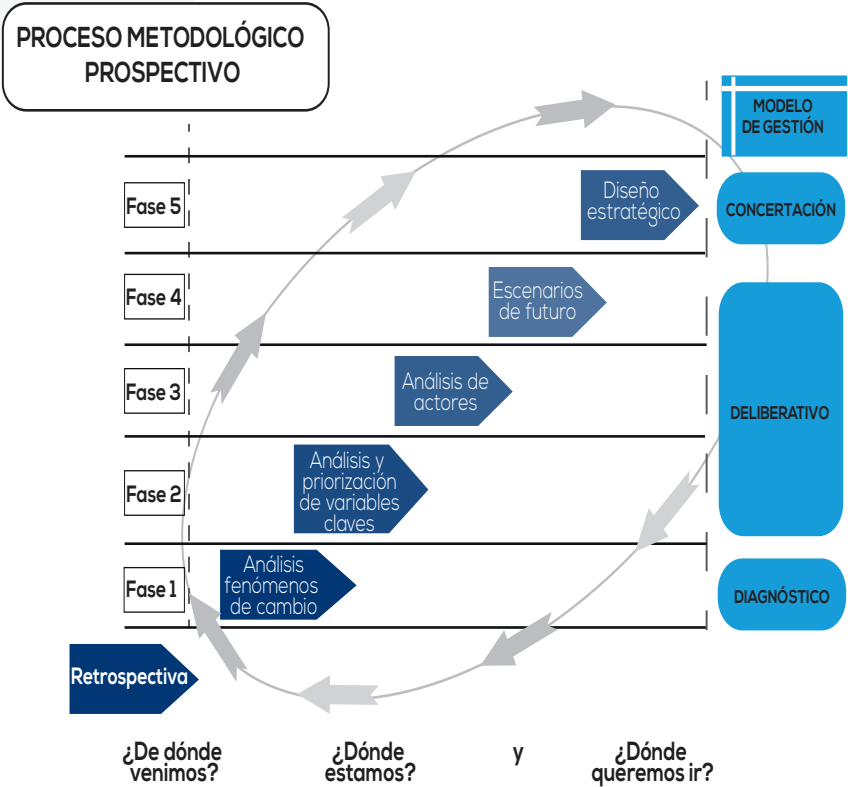 PROCESO METODOLÓGICO
PROSPECTIVO
MODELO
DE GESTIÓN
Fase 5
Diseño
estratégico
CONCERTACIÓN
Fase 4
Escenarios
de futuro
Fase 3
Análisis de
actores
DELIBERATIVO
Fase 2
Análisis y
priorización
de variables
claves
Fase 1
Análisis
fenómenos
de cambio
DIAGNÓSTICO
Retrospectiva
¿De dónde
venimos?
¿Dónde
estamos?
y
¿Dónde
queremos ir?